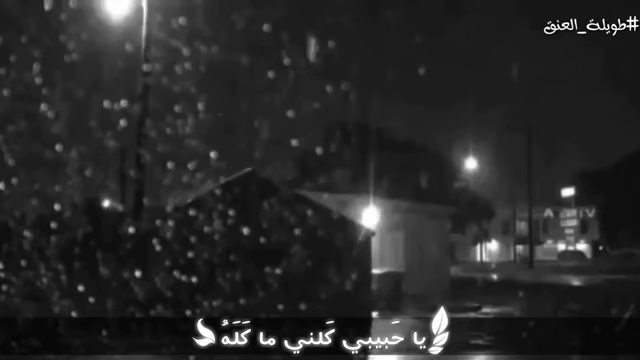 #طويلة_العنق
يا حَبيبي كَلني ما كَلَهُ